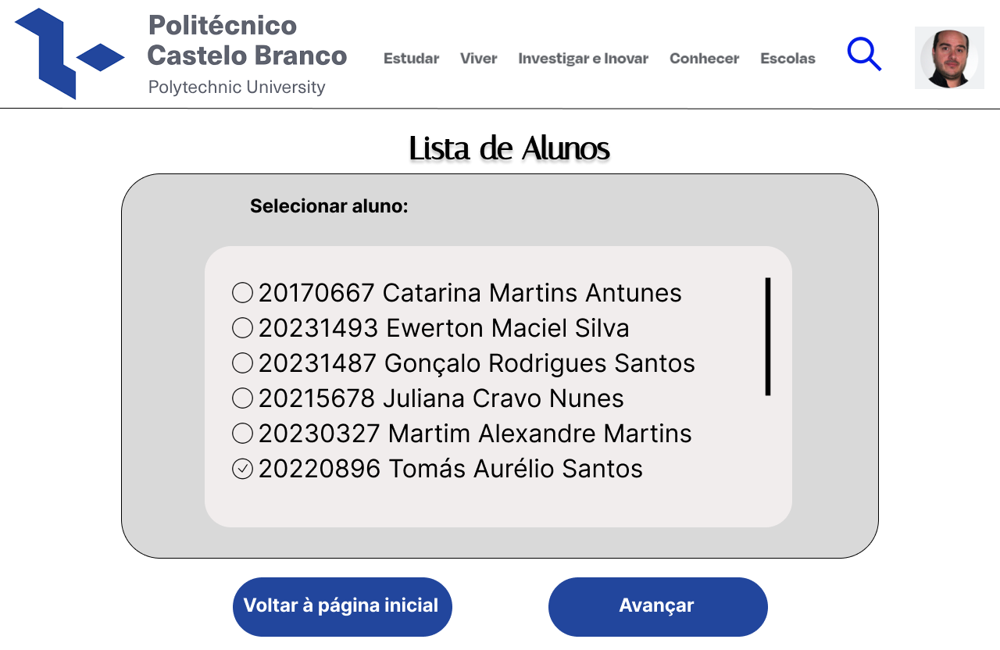 Politécnico
Castelo Branco
Polytechnic University
Estudar Viver Investigar e Inovar Conhecer Escolas
Lista de Alunos
Selecionar aluno:
20170667 Catarina Martins Antunes
20231493 Ewerton Maciel Silva
20231487 Gonçalo Rodrigues Santos
20215678 Juliana Cravo Nunes
20230327 Martim Alexandre Martins
20220896 Tomás Aurélio Santos
Voltar à página inicial
Avançar